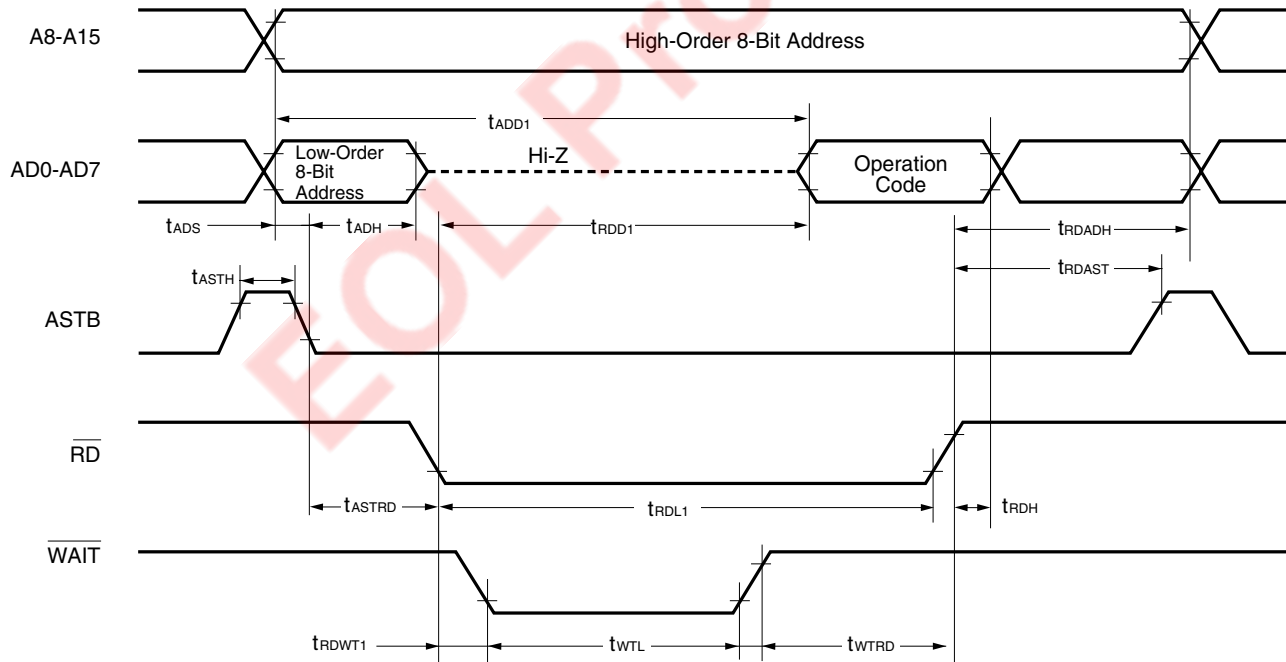 A8-A15
High-Order 8-Bit Address
tADD1
AD0-AD7
Low-Order
8-Bit
Address
Hi-Z
Operation
Code
tADS
tADH
tRDD1
tRDADH
tASTH
tRDAST
ASTB
RD
tASTRD
tRDL1
tRDH
WAIT
tRDWT1
tWTL
tWTRD
EOL Pro